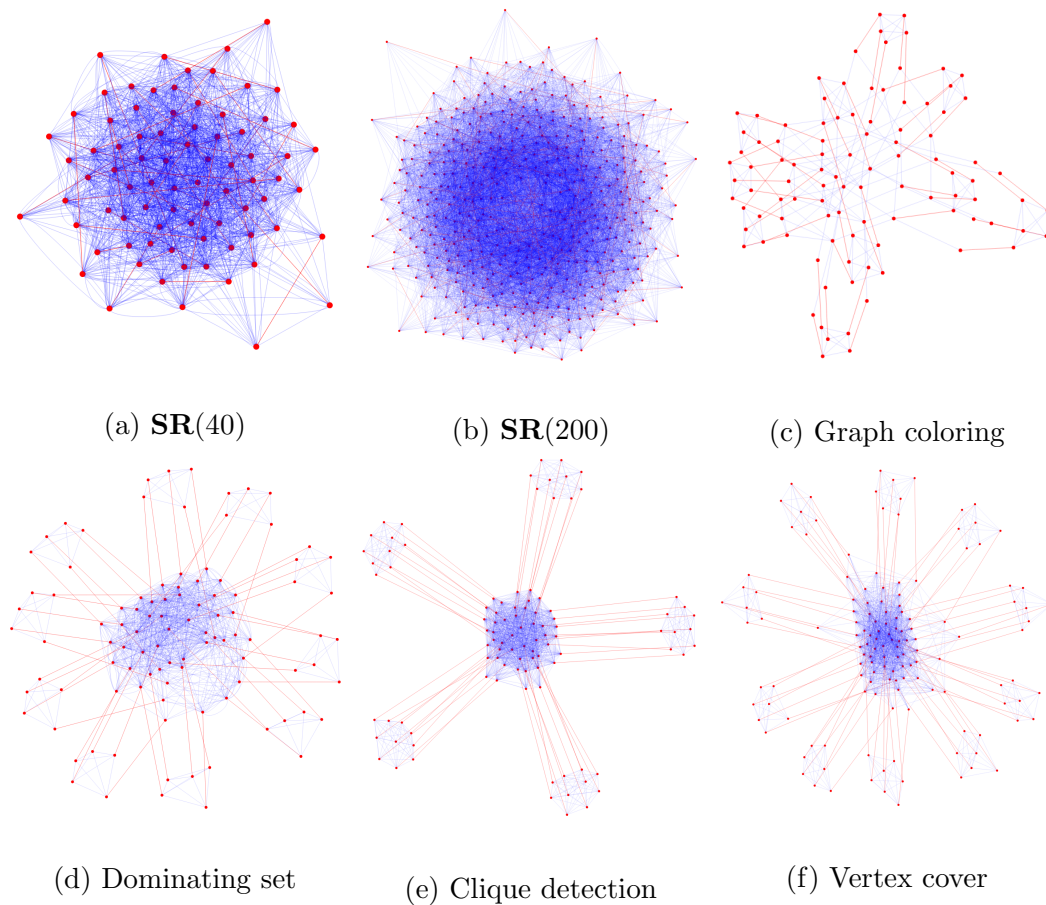 (a) SR(40)
(b) SR(200)
(c) Graph coloring
(d) Dominating set
(e) Clique detection
(f) Vertex cover